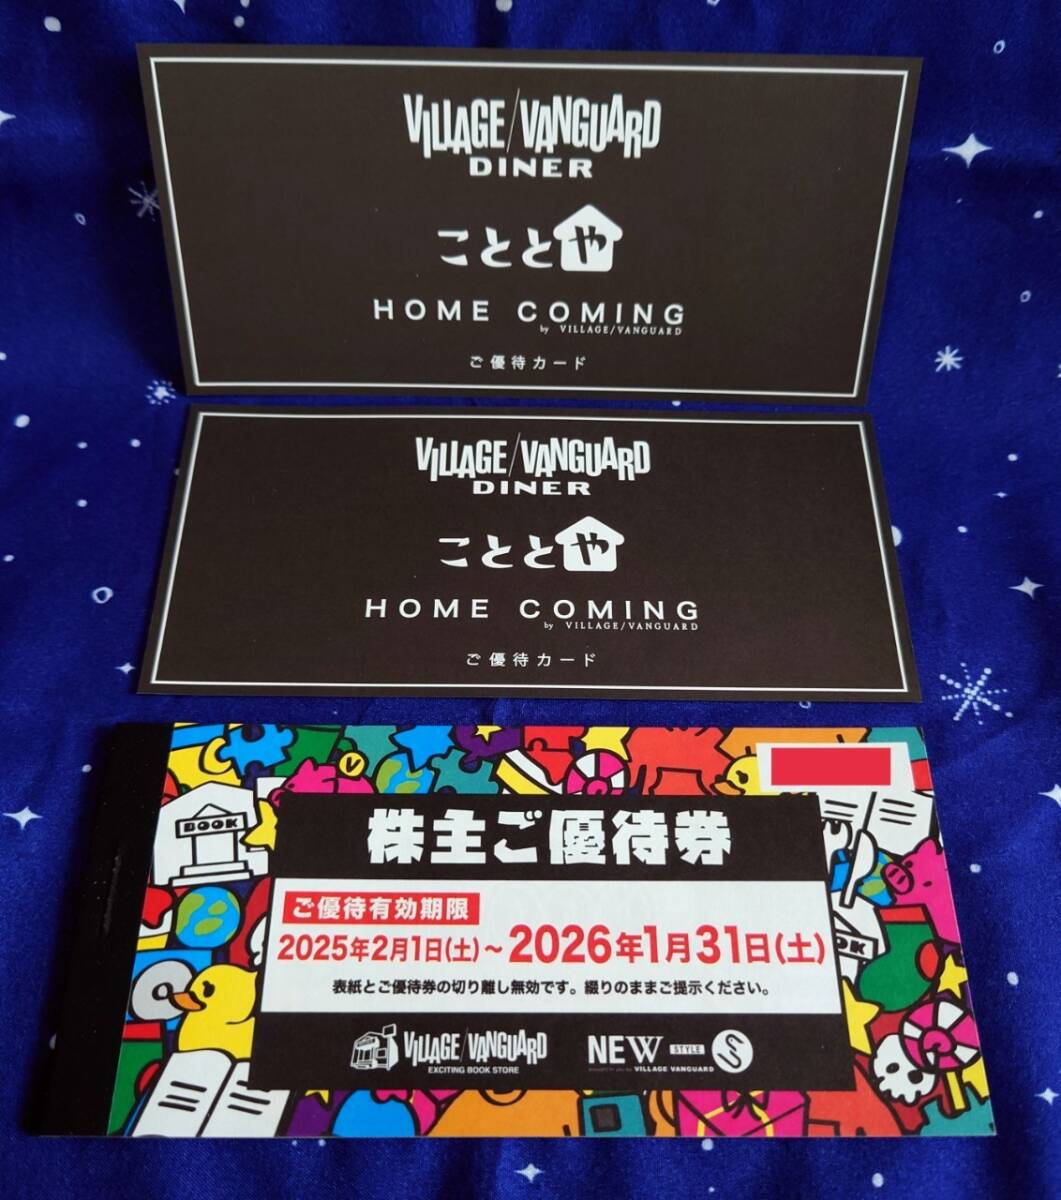 VILLAGE/VANGUARD
DINER
こととや
HOME COMING
by VILLAGE/VANGUARD
ご優待カード
VILLAGE/VANGUARD
DINER
こととや
HOME COMING
by VILLAGE/VANGUARD
ご優待カード
V
BOOK
株主ご優待券
ご優待有効期限
2025年2月1日(土)～2026年1月31日(土)
表紙とご優待券の切り離し無効です。綴りのままご提示ください。
VILLAGE/VANGUARD
EXCITING BOOK STORE
NEW STYLE
VILLAGE VANGUARD